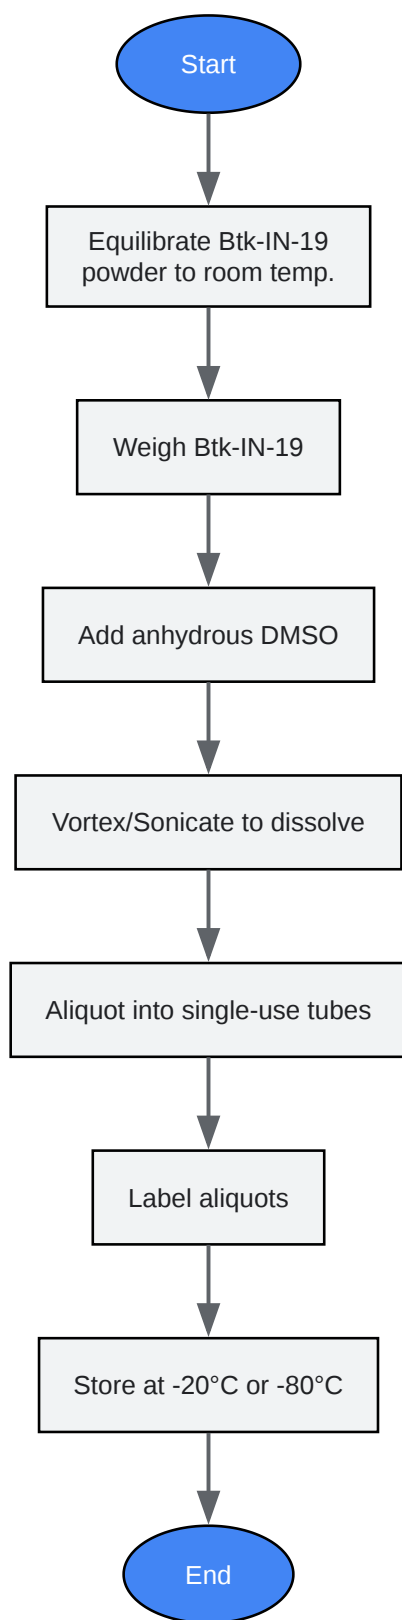 Start
Equilibrate Btk-IN-19
powder to room temp.
Weigh Btk-IN-19
Add anhydrous DMSO
Vortex/Sonicate to dissolve
Aliquot into single-use tubes
Label aliquots
Store at -20°C or -80°C
End